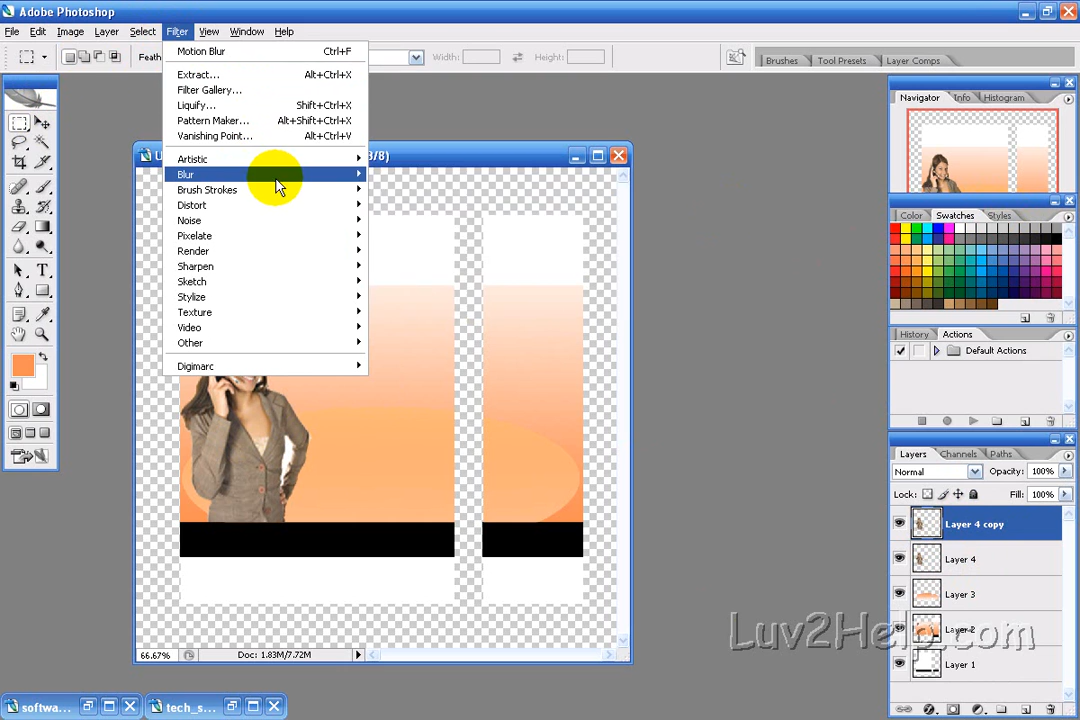 Adobe Photoshop
File Edit Image Layer Select Filter View Window Help
Feath
Width: Height:
Brushes Tool Presets Layer Comps
Motion Blur Ctrl+F
Extract... Alt+Ctrl+X
Filter Gallery...
Liquify... Shift+Ctrl+X
Pattern Maker... Alt+Shift+Ctrl+X
Vanishing Point... Alt+Ctrl+V
Artistic
Blur
Brush Strokes
Distort
Noise
Pixelate
Render
Sharpen
Sketch
Stylize
Texture
Video
Other
Digimarc
/8)
66.67% Doc: 1.83M/7.72M
Navigator Info Histogram
Color Swatches Styles
History Actions
Default Actions
Layers Channels Paths
Normal Opacity: 100%
Lock: Fill: 100%
Layer 4 copy
Layer 4
Layer 3
Layer 2
Layer 1
Luv2Help.com
softwa... tech_s...